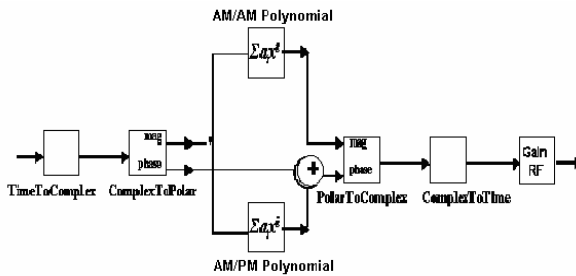 AM/AM Polynomial
Σaᵢxⁱ
mag
phase
mag
phase
+
Gain
RF
TimeToComplex
ComplexToPolar
PolarToComplex
ComplexToTime
Σaᵢxⁱ
AM/PM Polynomial